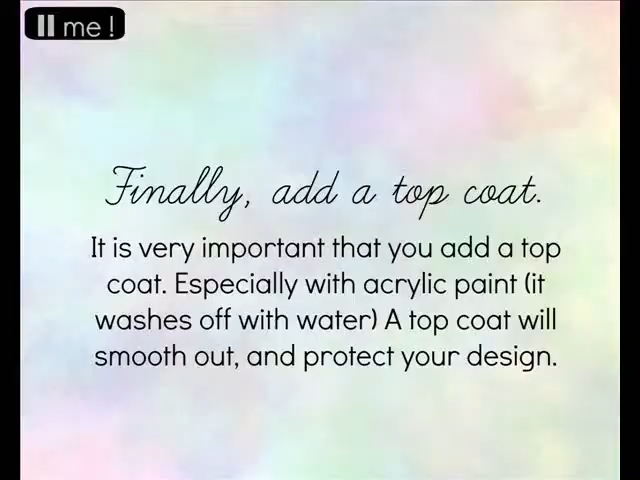 me !
Finally, add a top coat.
It is very important that you add a top
coat. Especially with acrylic paint (it
washes off with water) A top coat will
smooth out, and protect your design.